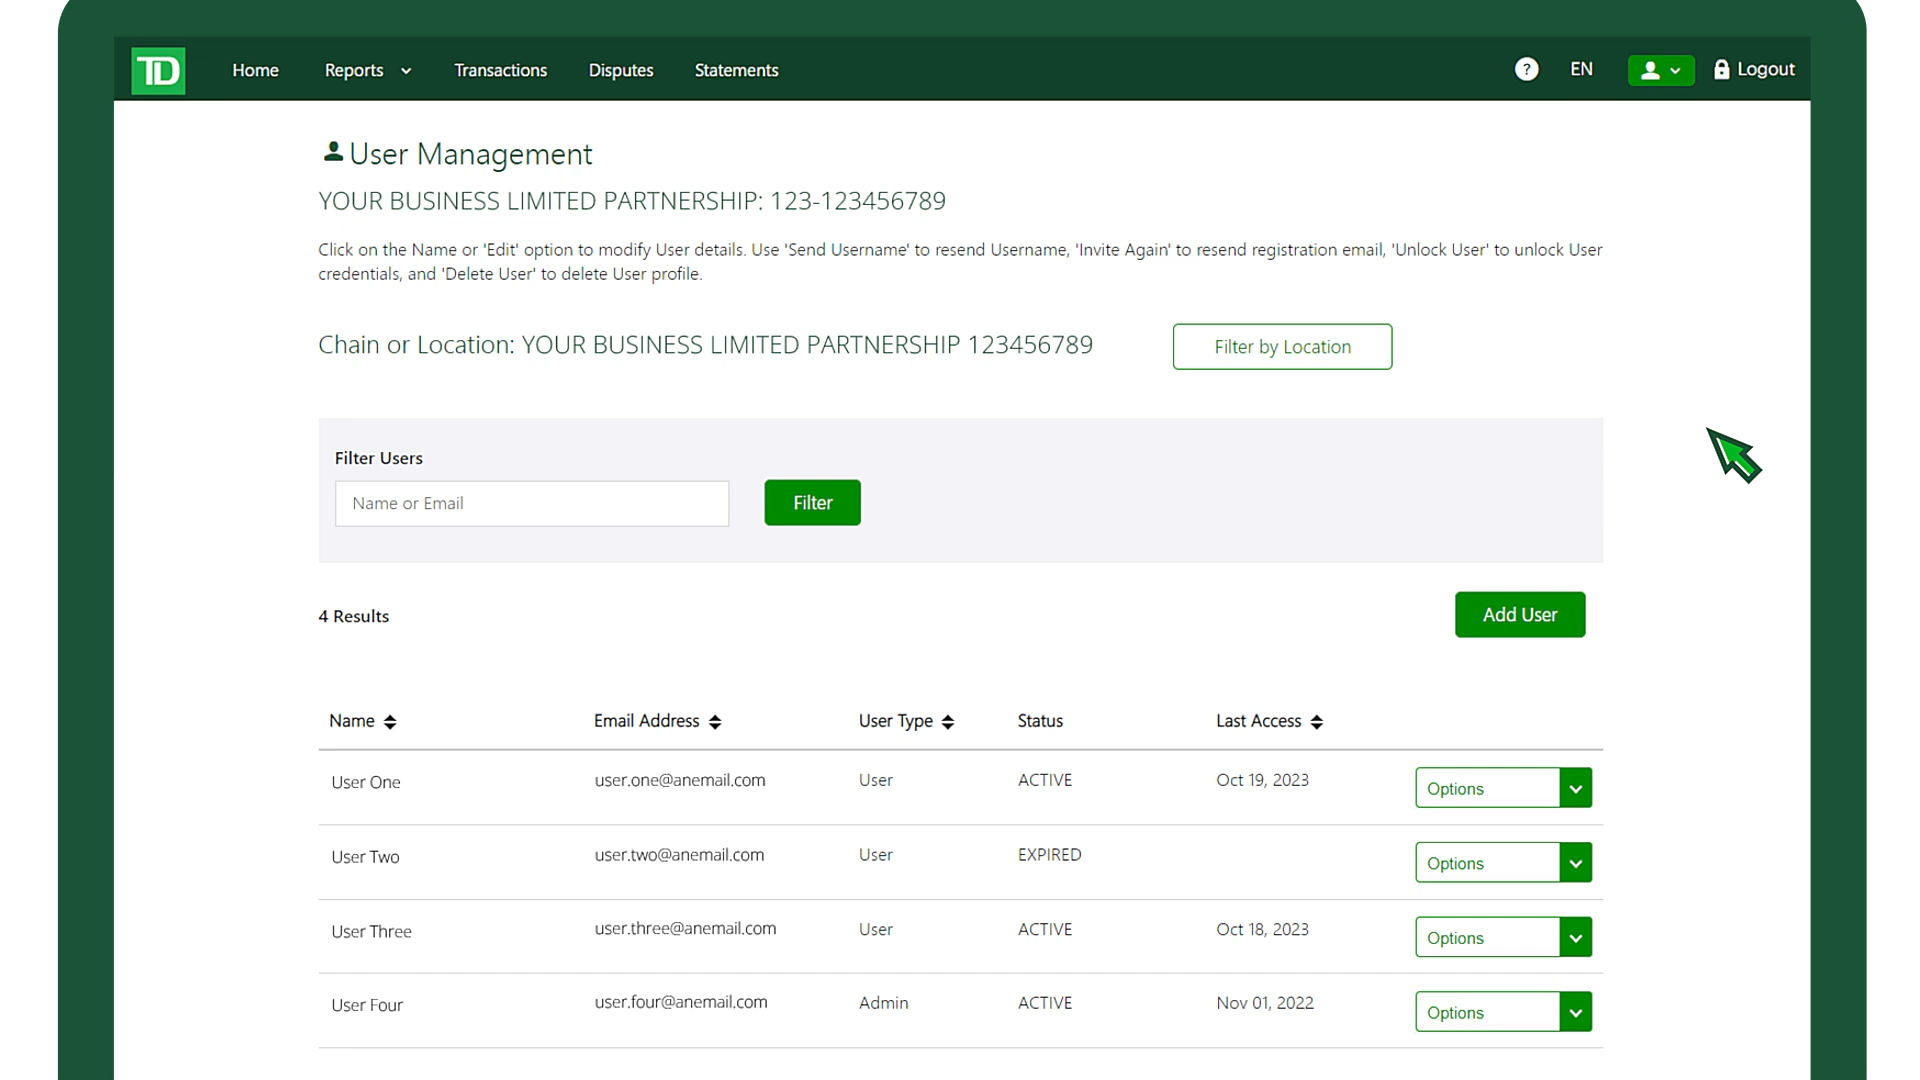 TD Home Reports Transactions Disputes Statements ? EN Logout
User Management
YOUR BUSINESS LIMITED PARTNERSHIP: 123-123456789
Click on the Name or 'Edit' option to modify User details. Use 'Send Username' to resend Username, 'Invite Again' to resend registration email, 'Unlock User' to unlock User
credentials, and 'Delete User' to delete User profile.
Chain or Location: YOUR BUSINESS LIMITED PARTNERSHIP 123456789 Filter by Location
Filter Users
Name or Email Filter
4 Results Add User
Name Email Address User Type Status Last Access
User One user.one@anemail.com User ACTIVE Oct 19, 2023 Options
User Two user.two@anemail.com User EXPIRED Options
User Three user.three@anemail.com User ACTIVE Oct 18, 2023 Options
User Four user.four@anemail.com Admin ACTIVE Nov 01, 2022 Options